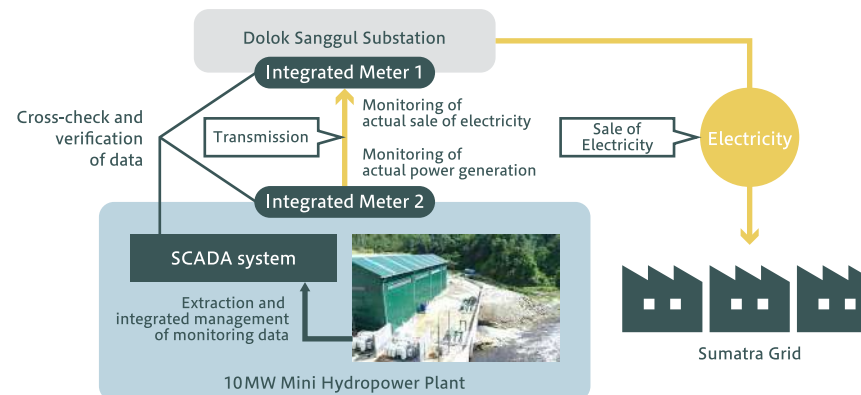 Dolok Sanggul Substation
Integrated Meter 1
Cross-check and
verification
of data
Transmission
Monitoring of
actual sale of electricity
Monitoring of
actual power generation
Sale of
Electricity
Electricity
Integrated Meter 2
SCADA system
Extraction and
integrated management
of monitoring data
Sumatra Grid
10MW Mini Hydropower Plant